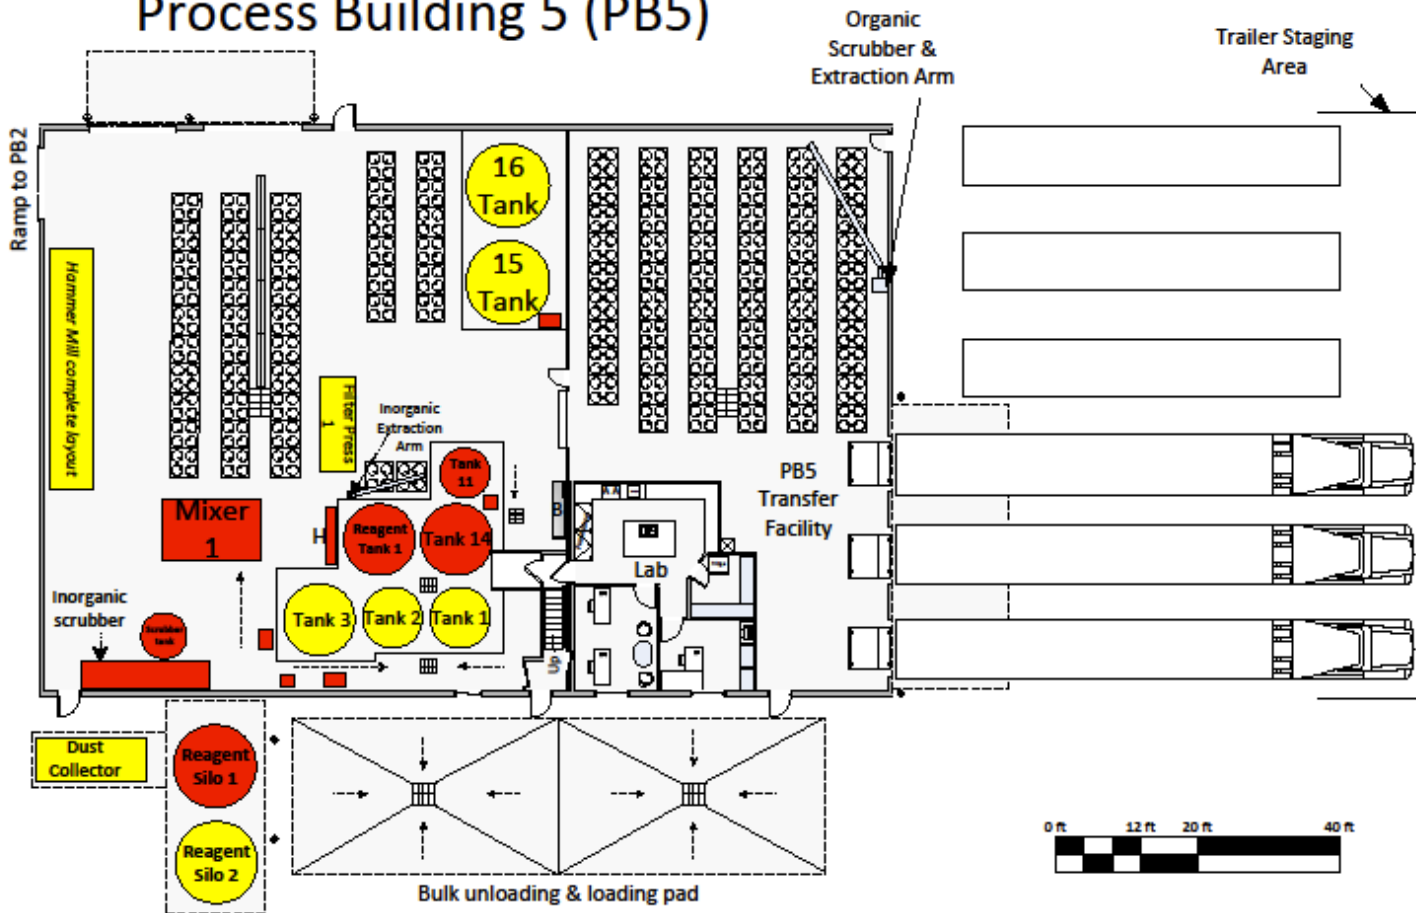 Process Building 5 (PB5)
Organic
Scrubber &
Extraction Arm
Trailer Staging
Area
Ramp to PB2
16
Tank
15
Tank
Hammer Mill complete layout
Filter Press
1
Inorganic
Extraction
Arm
Tank
11
PB5
Transfer
Facility
Mixer
1
H
Reagent
Tank 1
Tank 14
B
A A
Lab
Inorganic
scrubber
Scrubber
tank
Tank 3
Tank 2
Tank 1
Up
Dust
Collector
Reagent
Silo 1
Reagent
Silo 2
0 ft
12 ft
20 ft
40 ft
Bulk unloading & loading pad